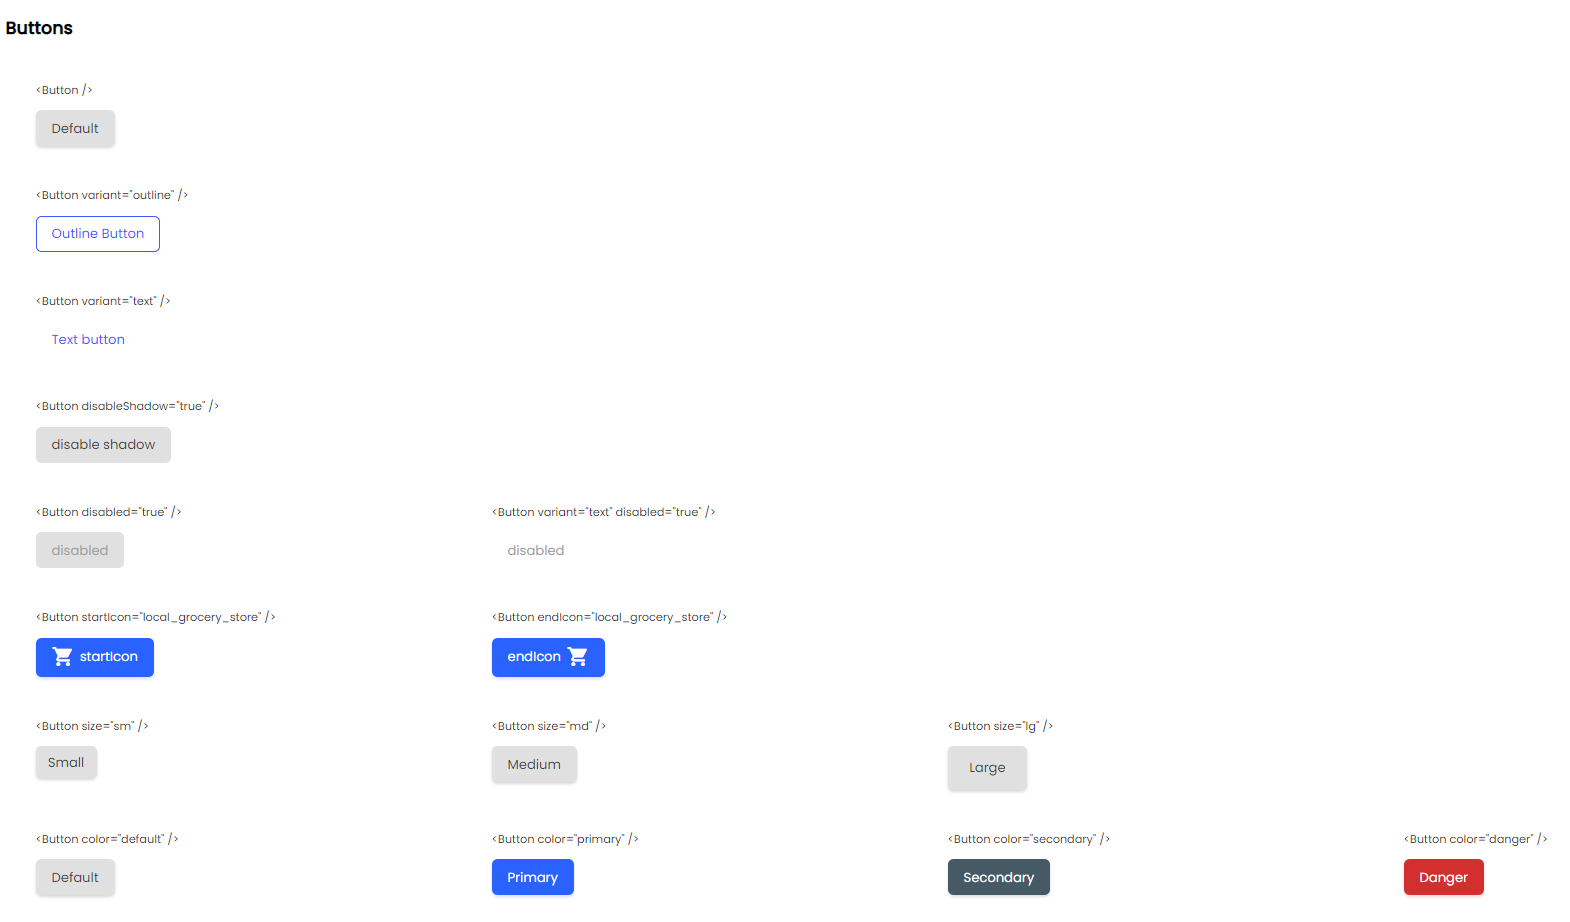 Buttons
<Button />
Default
<Button variant="outline" />
Outline Button
<Button variant="text" />
Text button
<Button disableShadow="true" />
disable shadow
<Button disabled="true" />
<Button variant="text" disabled="true" />
disabled
disabled
<Button startIcon="local_grocery_store" />
<Button endIcon="local_grocery_store" />
startIcon
endIcon
<Button size="sm" />
<Button size="md" />
<Button size="lg" />
Small
Medium
Large
<Button color="default" />
<Button color="primary" />
<Button color="secondary" />
<Button color="danger" />
Default
Primary
Secondary
Danger